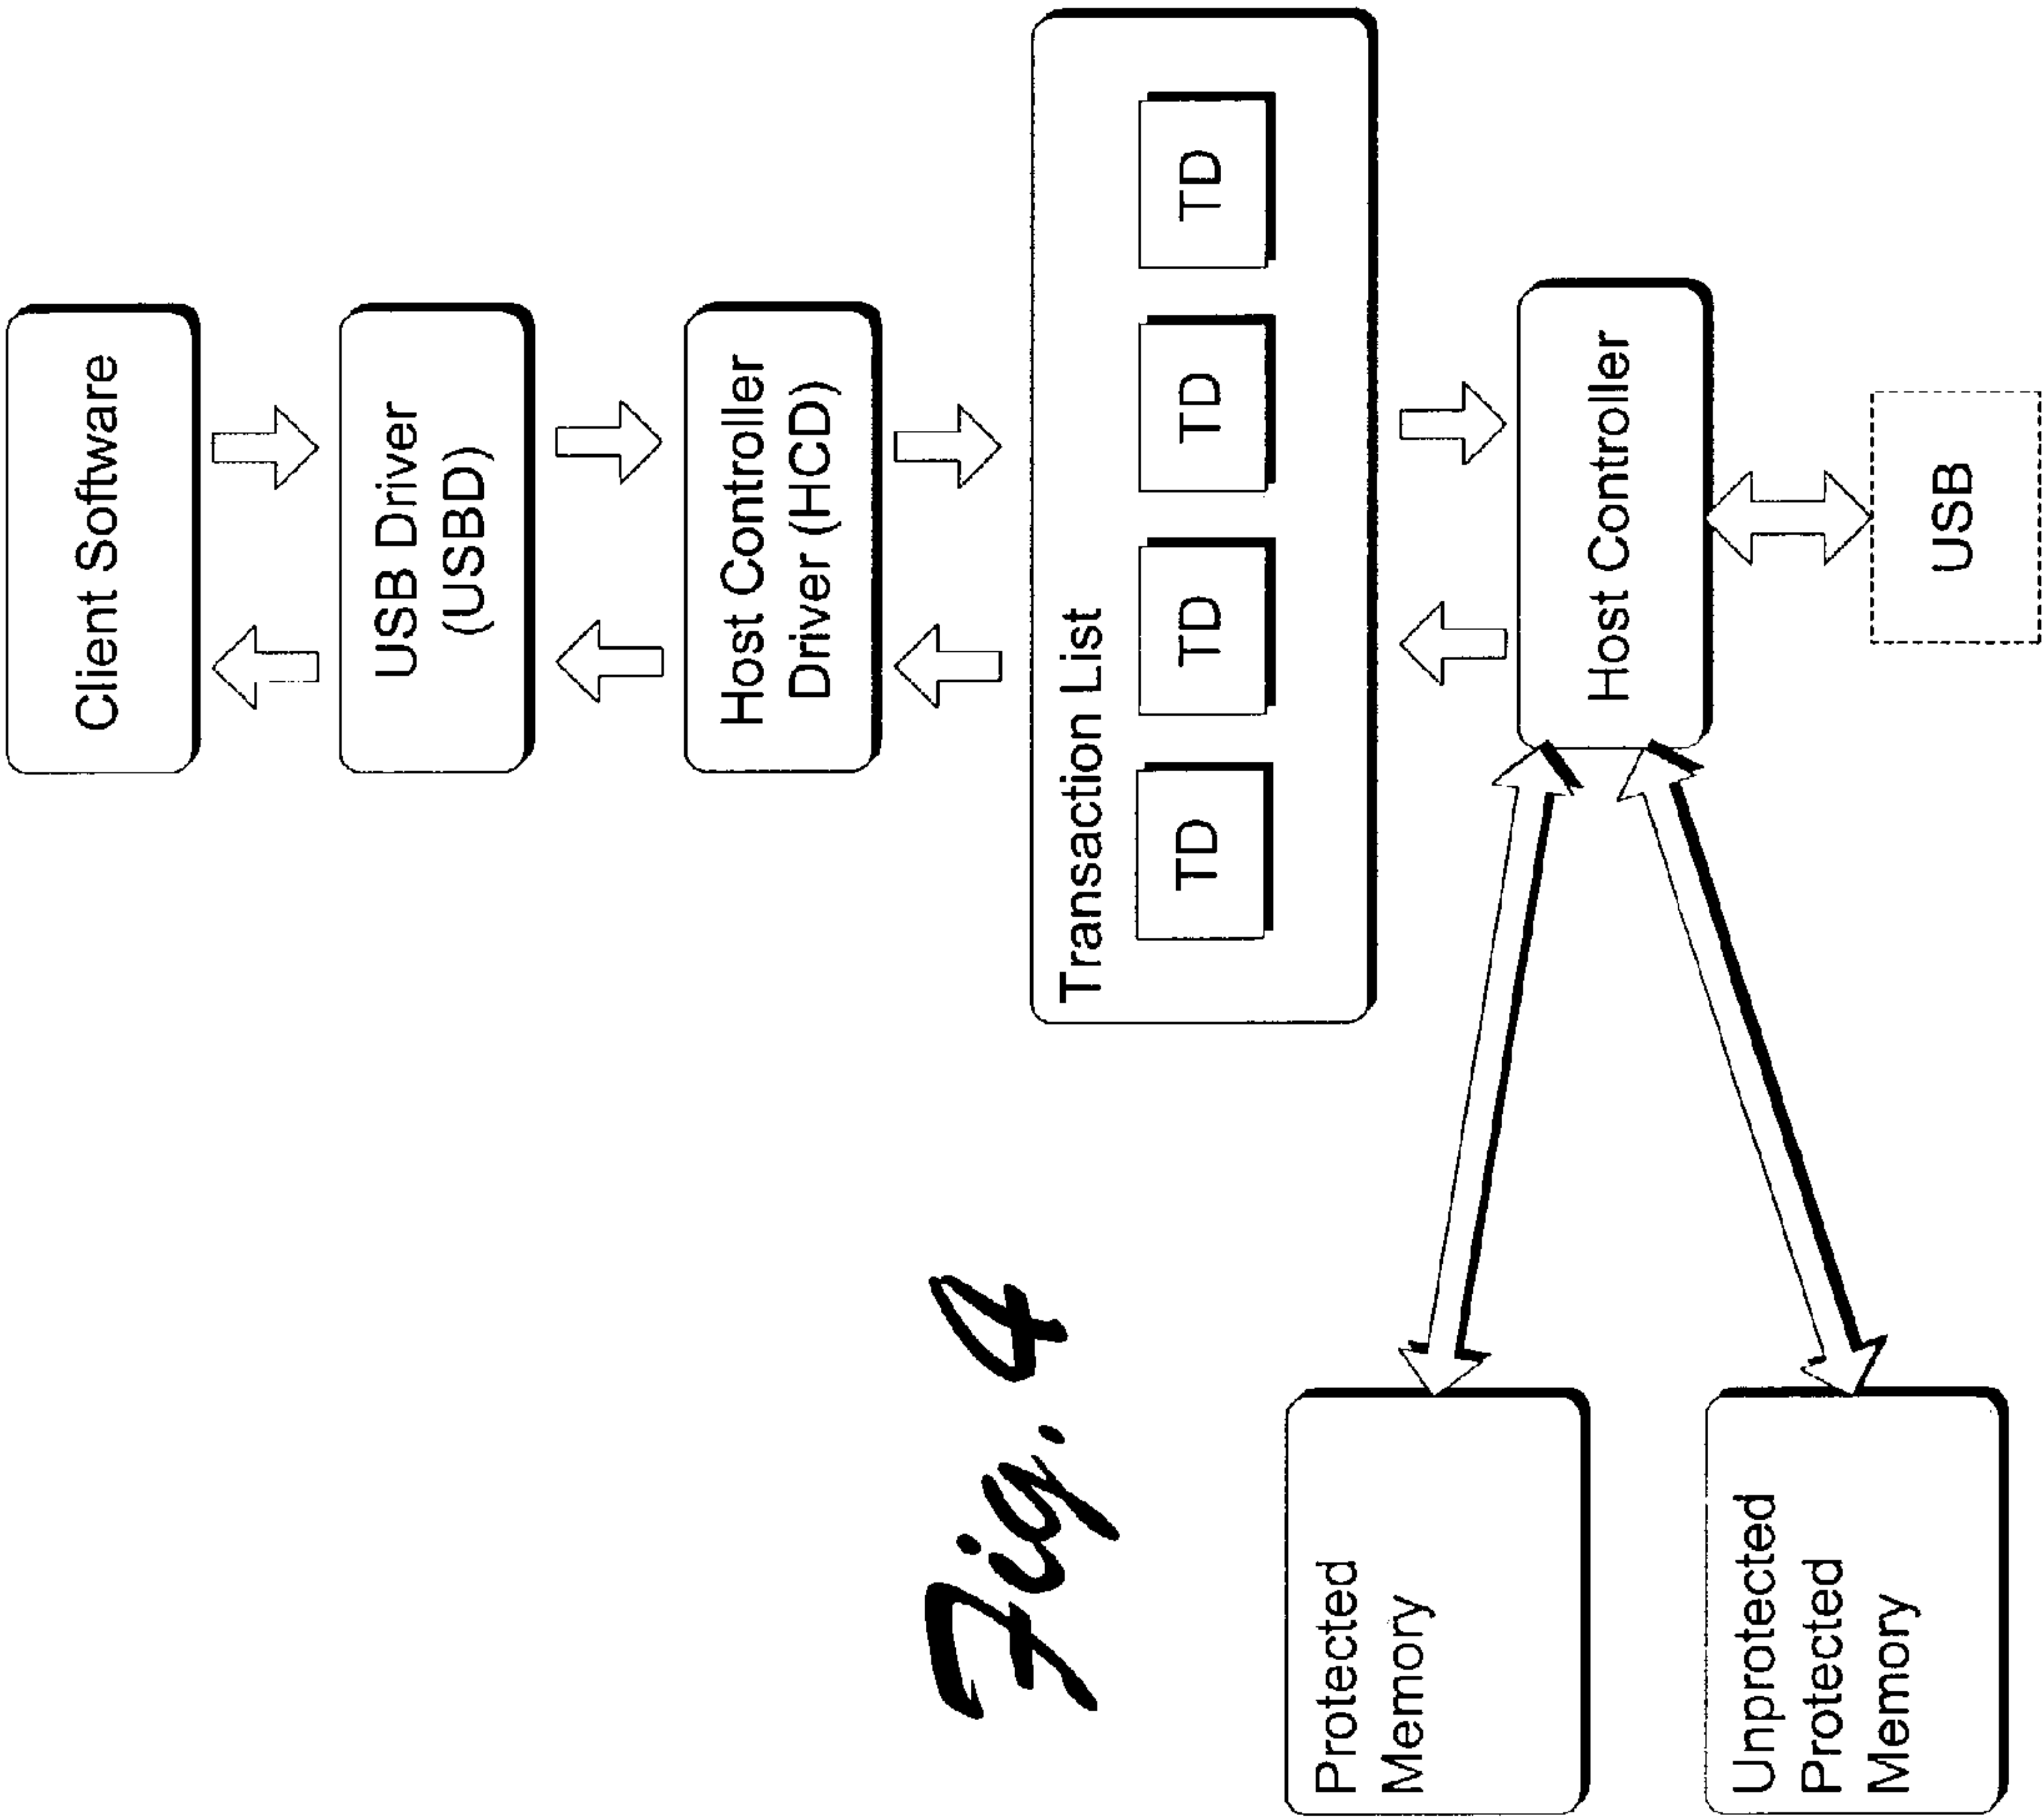 Client Software
USB Driver
(USBD)
Host Controller
Driver (HCD)
Transaction List
TD
TD
TD
TD
Host Controller
USB
Protected
Memory
Unprotected
Protected
Memory
Fig. 4